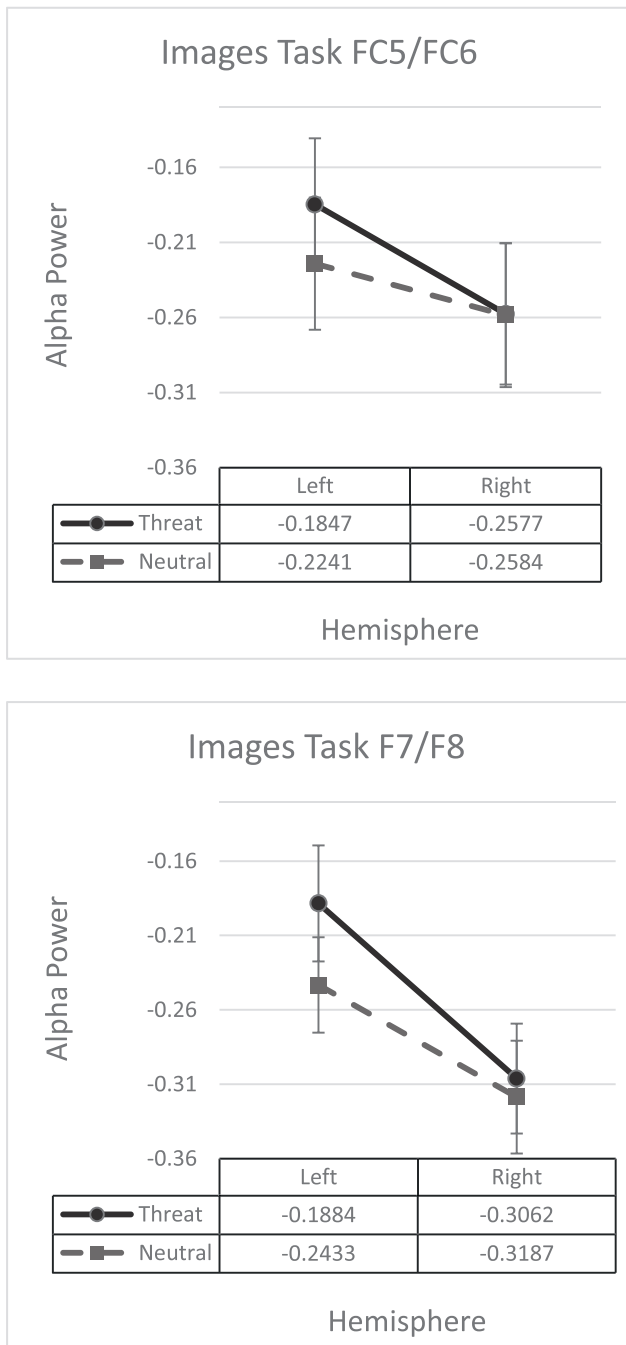 Images Task FC5/FC6
Alpha Power
-0.16
-0.21
-0.26
-0.31
-0.36
Left Right
Threat -0.1847 -0.2577
Neutral -0.2241 -0.2584
Hemisphere
Images Task F7/F8
Alpha Power
-0.16
-0.21
-0.26
-0.31
-0.36
Left Right
Threat -0.1884 -0.3062
Neutral -0.2433 -0.3187
Hemisphere